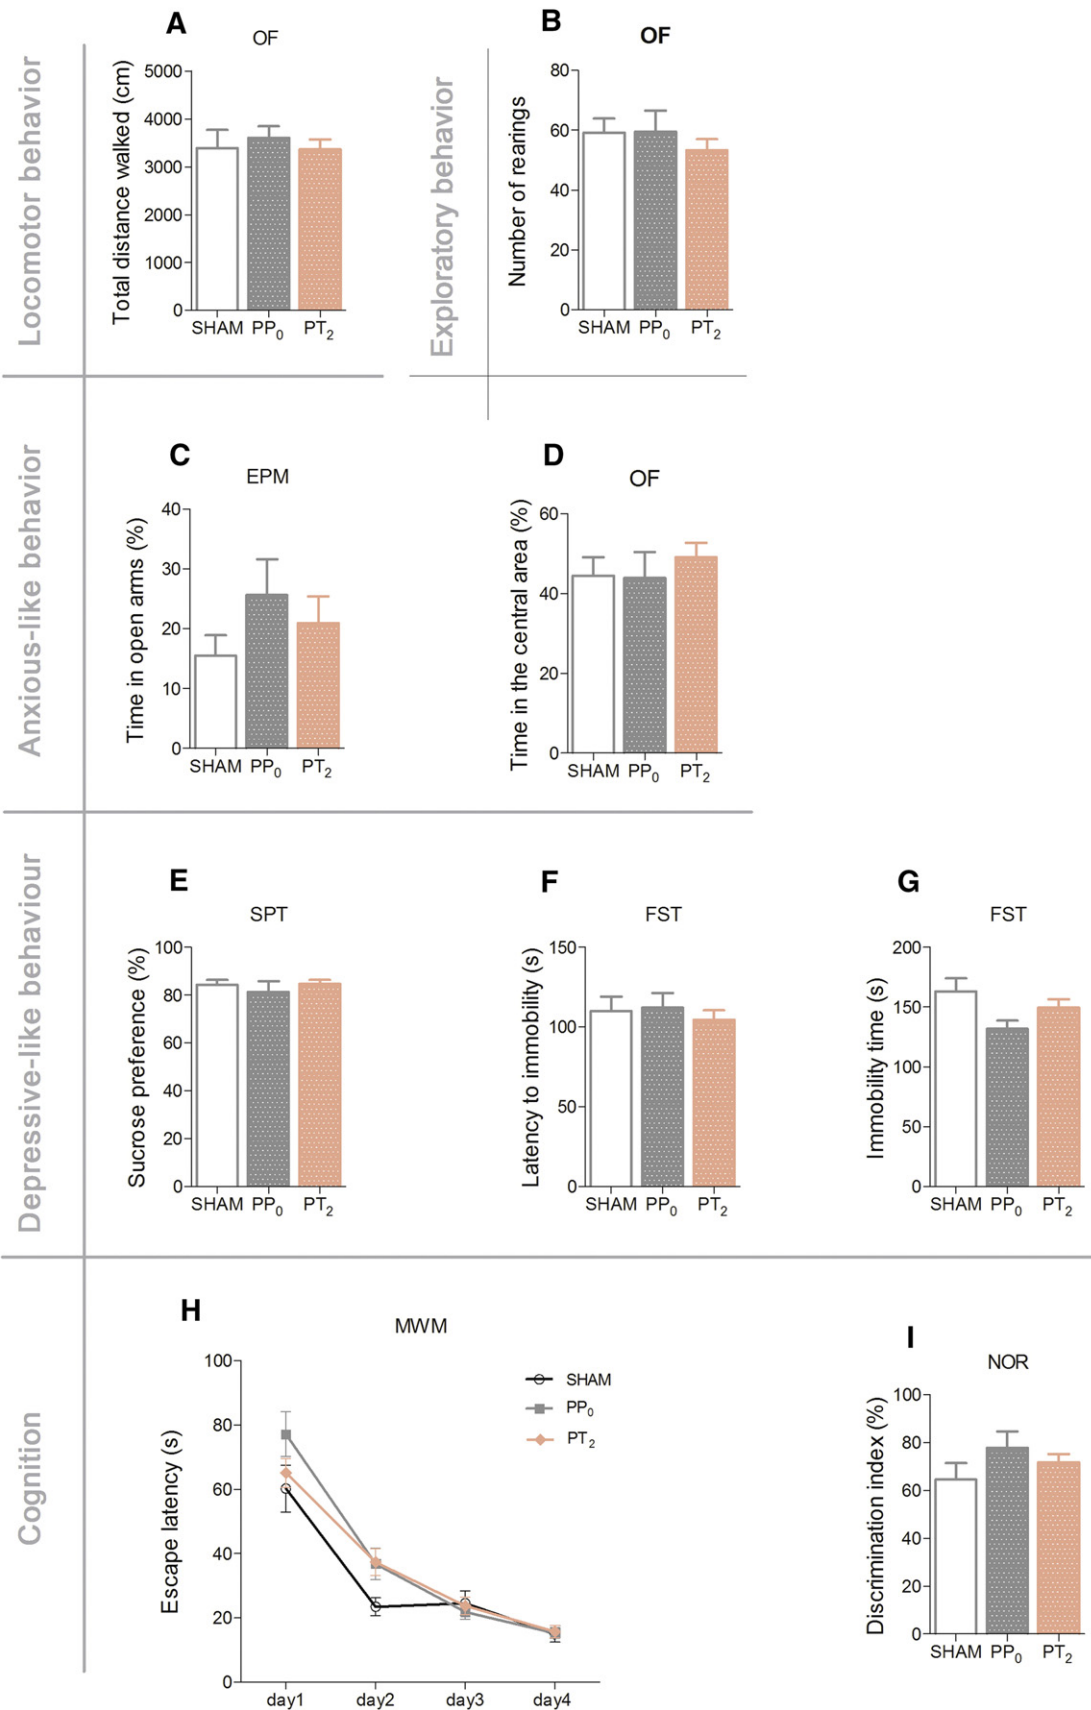 Locomotor behavior
A
OF
Total distance walked (cm)
5000
4000
3000
2000
1000
0
SHAM PP0 PT2
Exploratory behavior
B
OF
Number of rearings
80
60
40
20
0
SHAM PP0 PT2
Anxious-like behavior
C
EPM
Time in open arms (%)
40
30
20
10
0
SHAM PP0 PT2
D
OF
Time in the central area (%)
60
40
20
0
SHAM PP0 PT2
Depressive-like behaviour
E
SPT
Sucrose preference (%)
100
80
60
40
20
0
SHAM PP0 PT2
F
FST
Latency to immobility (s)
150
100
50
0
SHAM PP0 PT2
G
FST
Immobility time (s)
200
150
100
50
0
SHAM PP0 PT2
Cognition
H
MWM
Escape latency (s)
100
80
60
40
20
0
day1 day2 day3 day4
SHAM
PP0
PT2
I
NOR
Discrimination index (%)
100
80
60
40
20
0
SHAM PP0 PT2